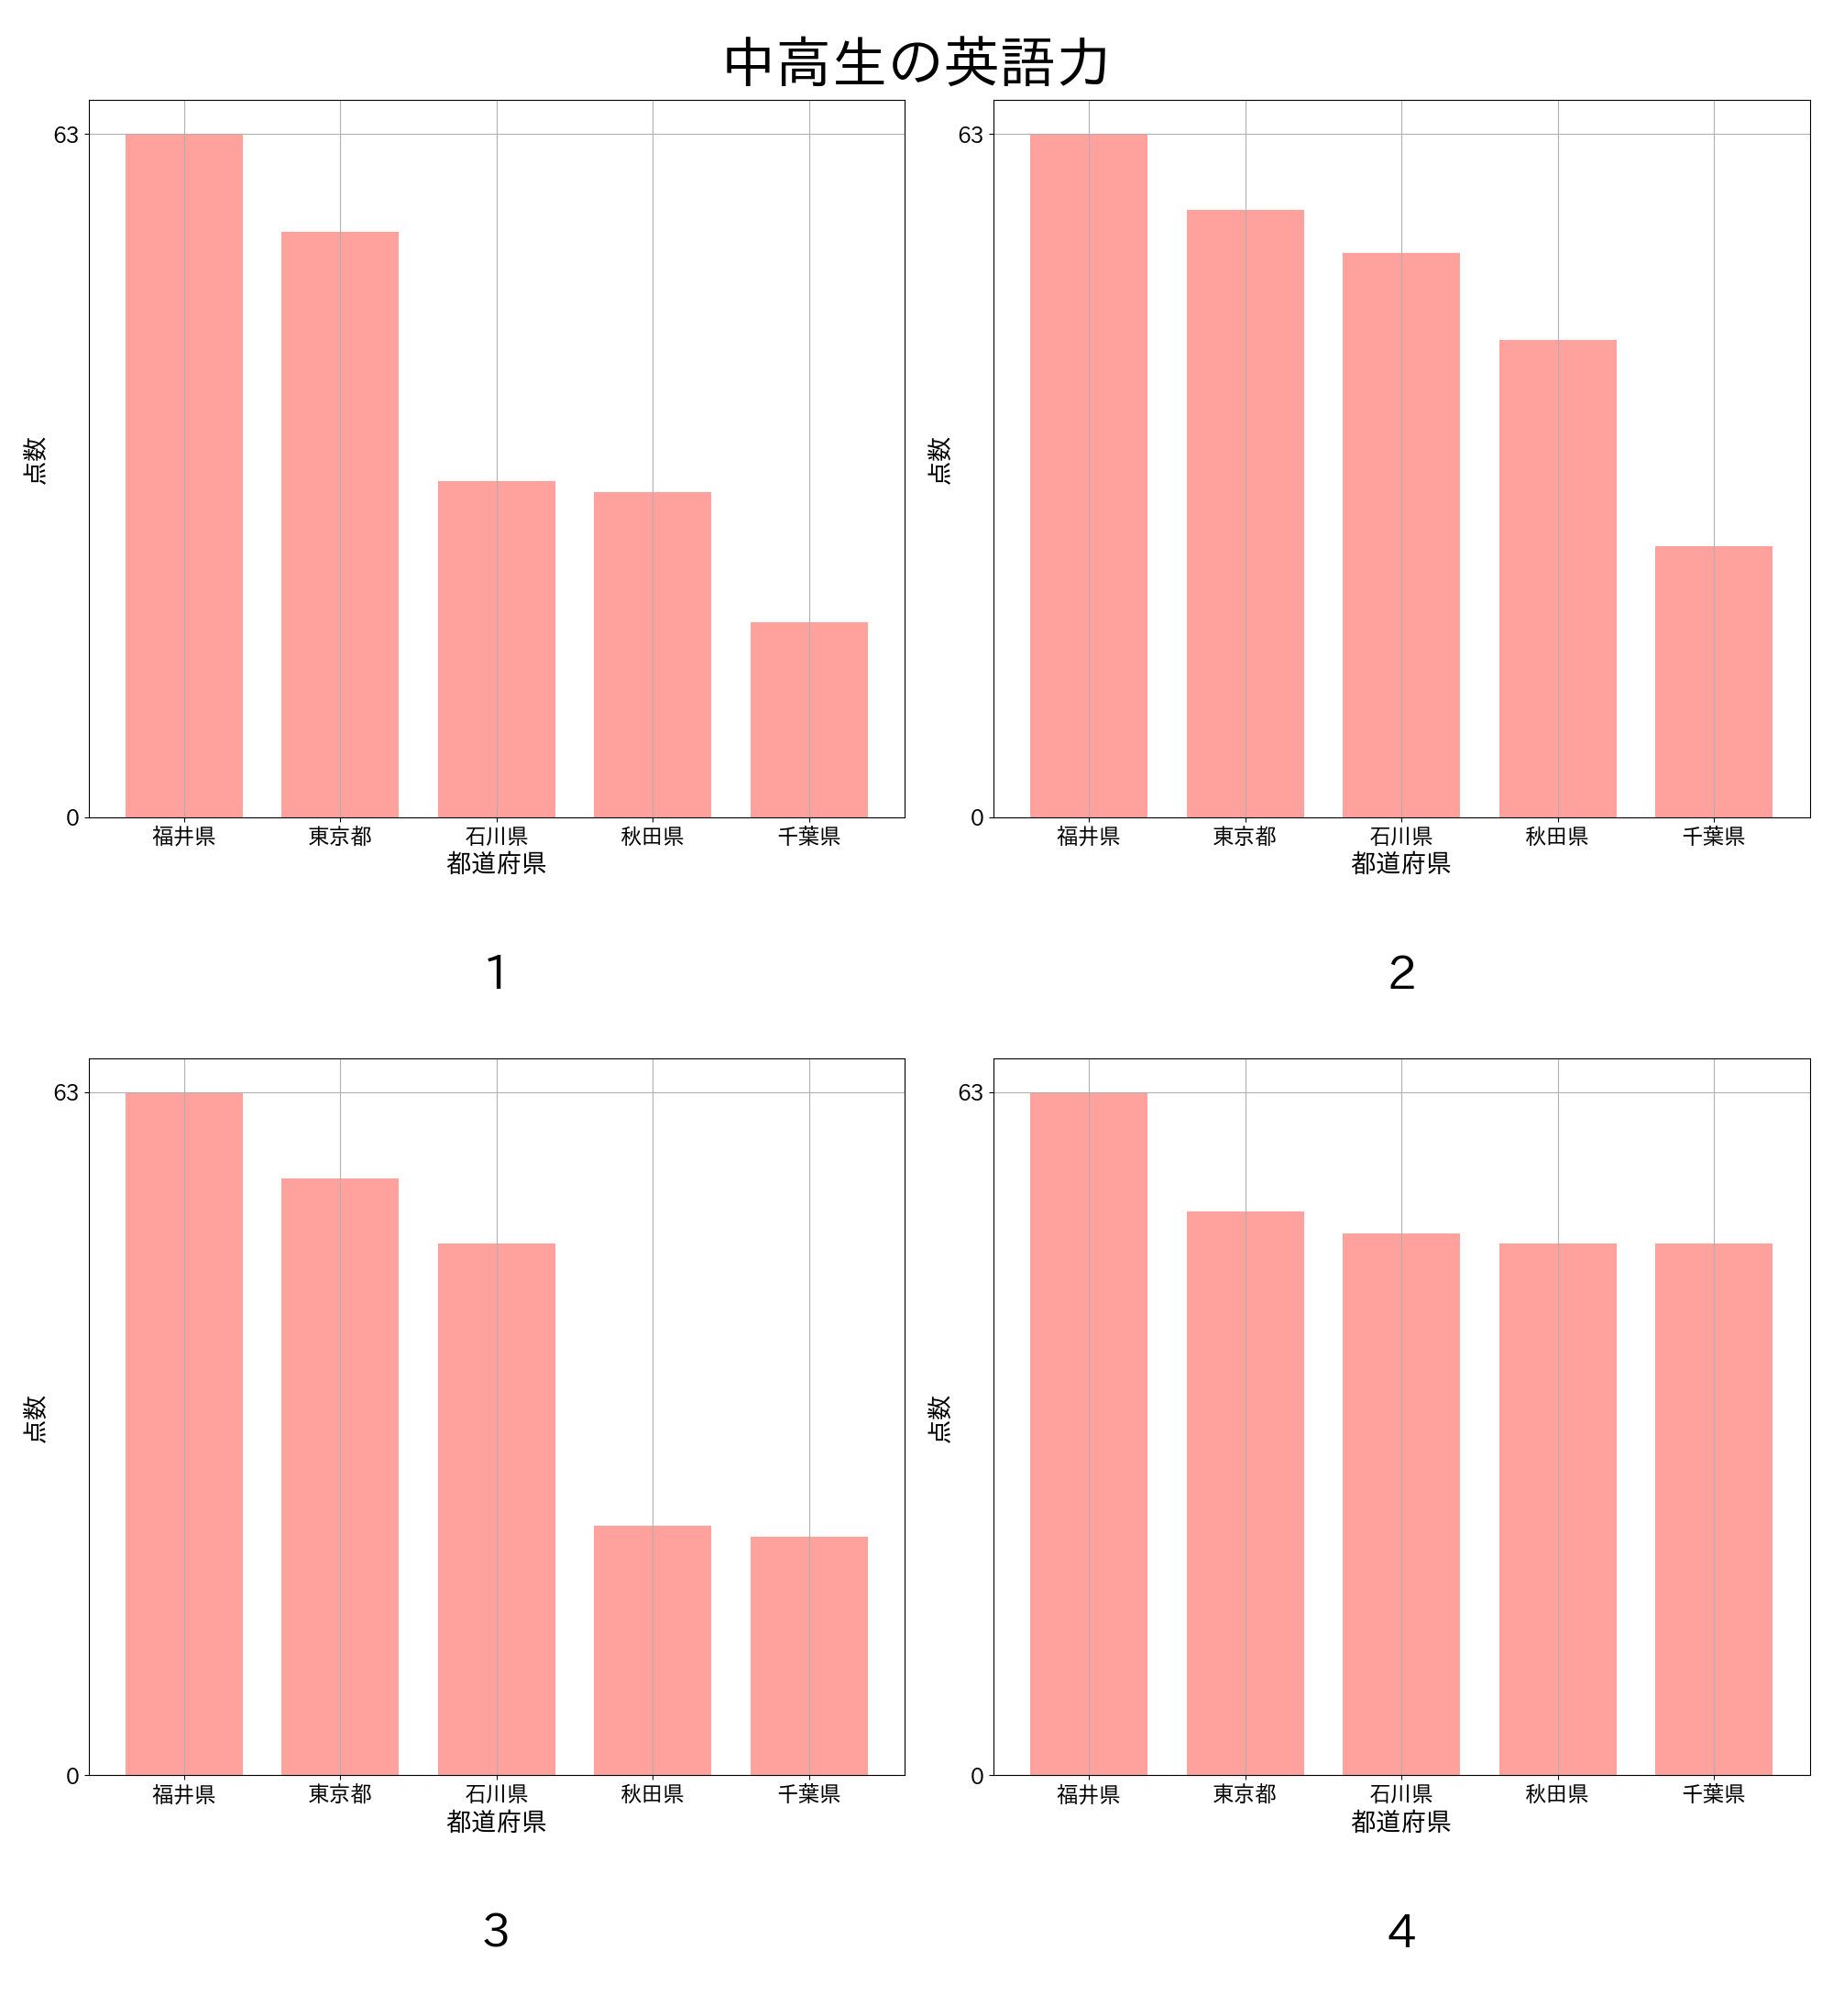 中高生の英語力
63
点数
0
福井県 東京都 石川県 秋田県 千葉県
都道府県
1
63
点数
0
福井県 東京都 石川県 秋田県 千葉県
都道府県
2
63
点数
0
福井県 東京都 石川県 秋田県 千葉県
都道府県
3
63
点数
0
福井県 東京都 石川県 秋田県 千葉県
都道府県
4